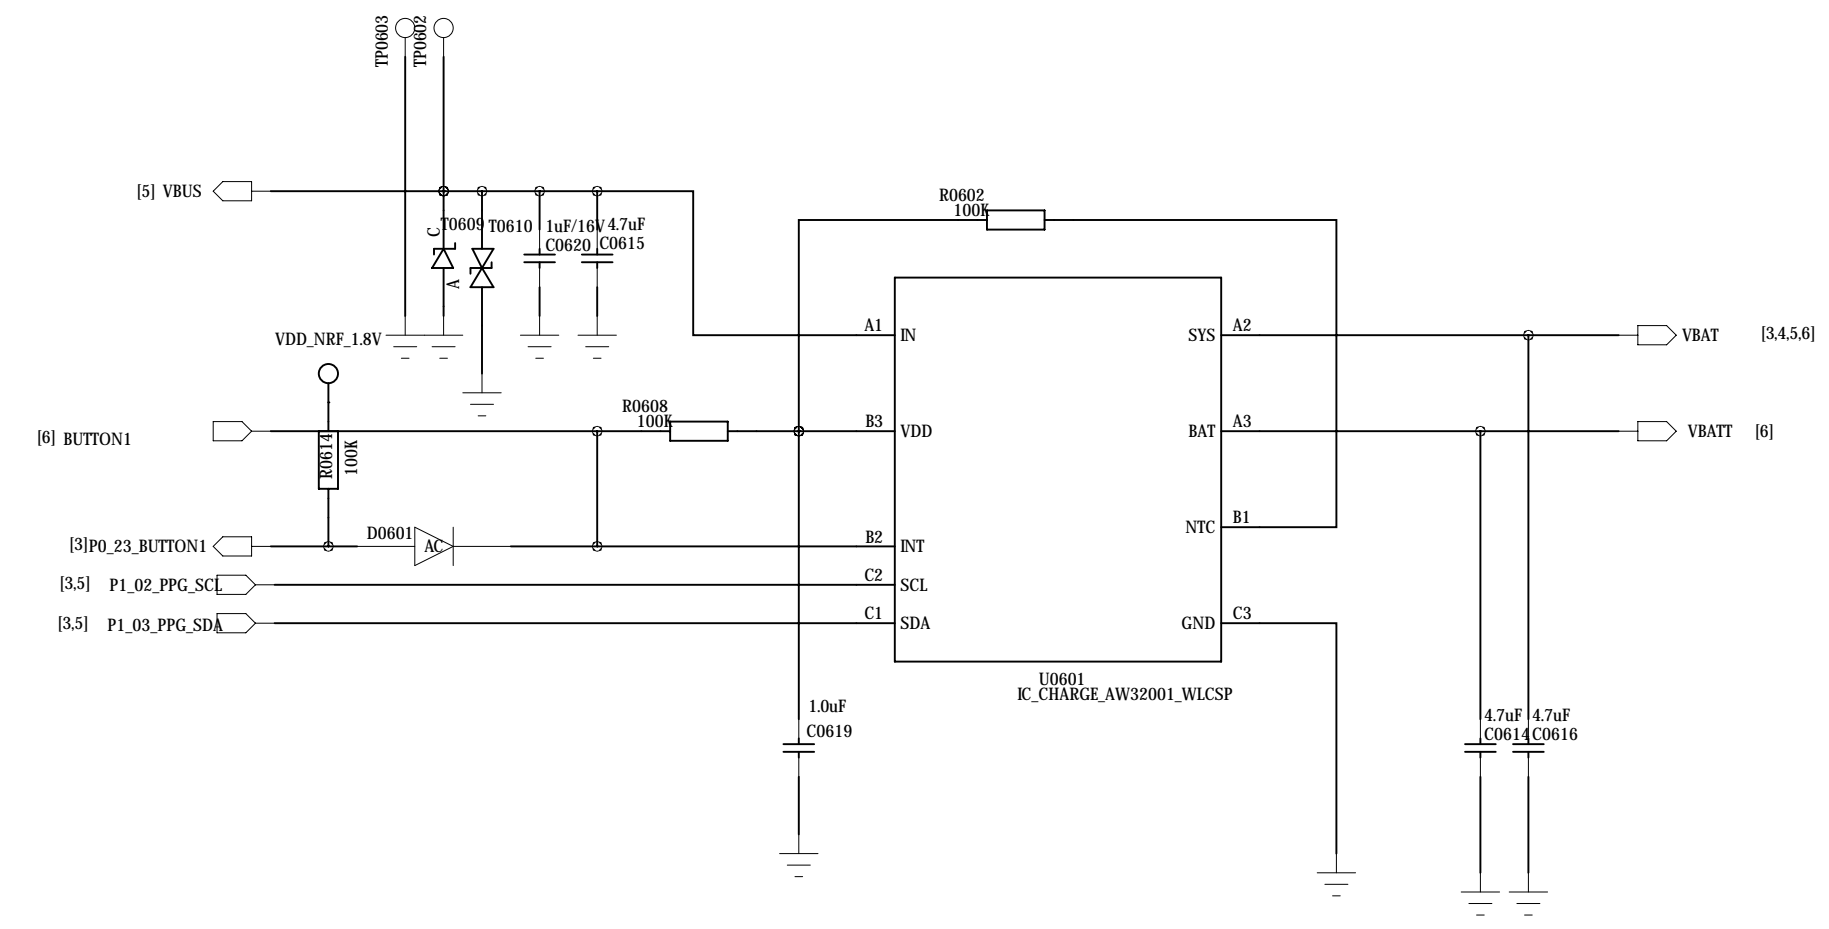 TP0603
TP0602
[5] VBUS
C
T0609
T0610
1uF/16V
4.7uF
C0620
C0615
A
R0602
100K
VDD_NRF_1.8V
A1
IN
SYS
A2
VBAT
[3,4,5,6]
R0608
100K
[6] BUTTON1
B3
VDD
BAT
A3
VBATT
[6]
R0614
100K
NTC
B1
[3]P0_23_BUTTON1
D0601
AC
B2
INT
[3,5] P1_02_PPG_SCL
C2
SCL
[3,5] P1_03_PPG_SDA
C1
SDA
GND
C3
U0601
IC_CHARGE_AW32001_WLCSP
1.0uF
C0619
4.7uF
4.7uF
C0614
C0616